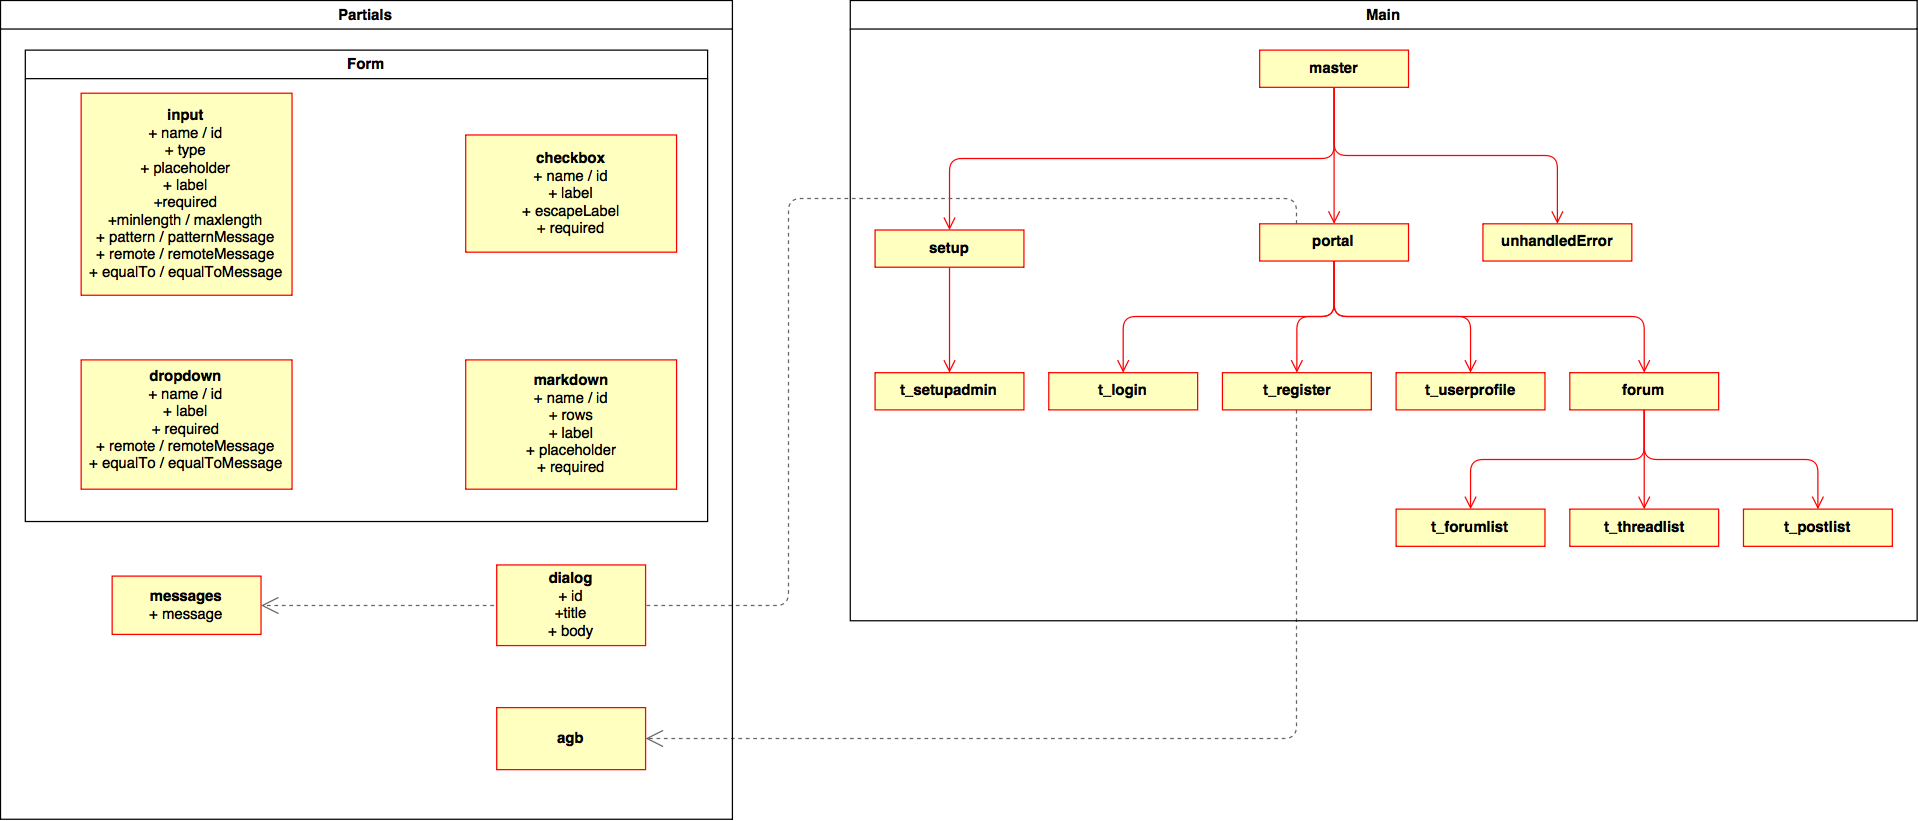 Partials
Form
input
+ name / id
+ type
+ placeholder
+ label
+required
+minlength / maxlength
+ pattern / patternMessage
+ remote / remoteMessage
+ equalTo / equalToMessage
checkbox
+ name / id
+ label
+ escapeLabel
+ required
dropdown
+ name / id
+ label
+ required
+ remote / remoteMessage
+ equalTo / equalToMessage
markdown
+ name / id
+ rows
+ label
+ placeholder
+ required
messages
+ message
dialog
+ id
+title
+ body
agb
Main
master
setup
portal
unhandledError
t_setupadmin
t_login
t_register
t_userprofile
forum
t_forumlist
t_threadlist
t_postlist